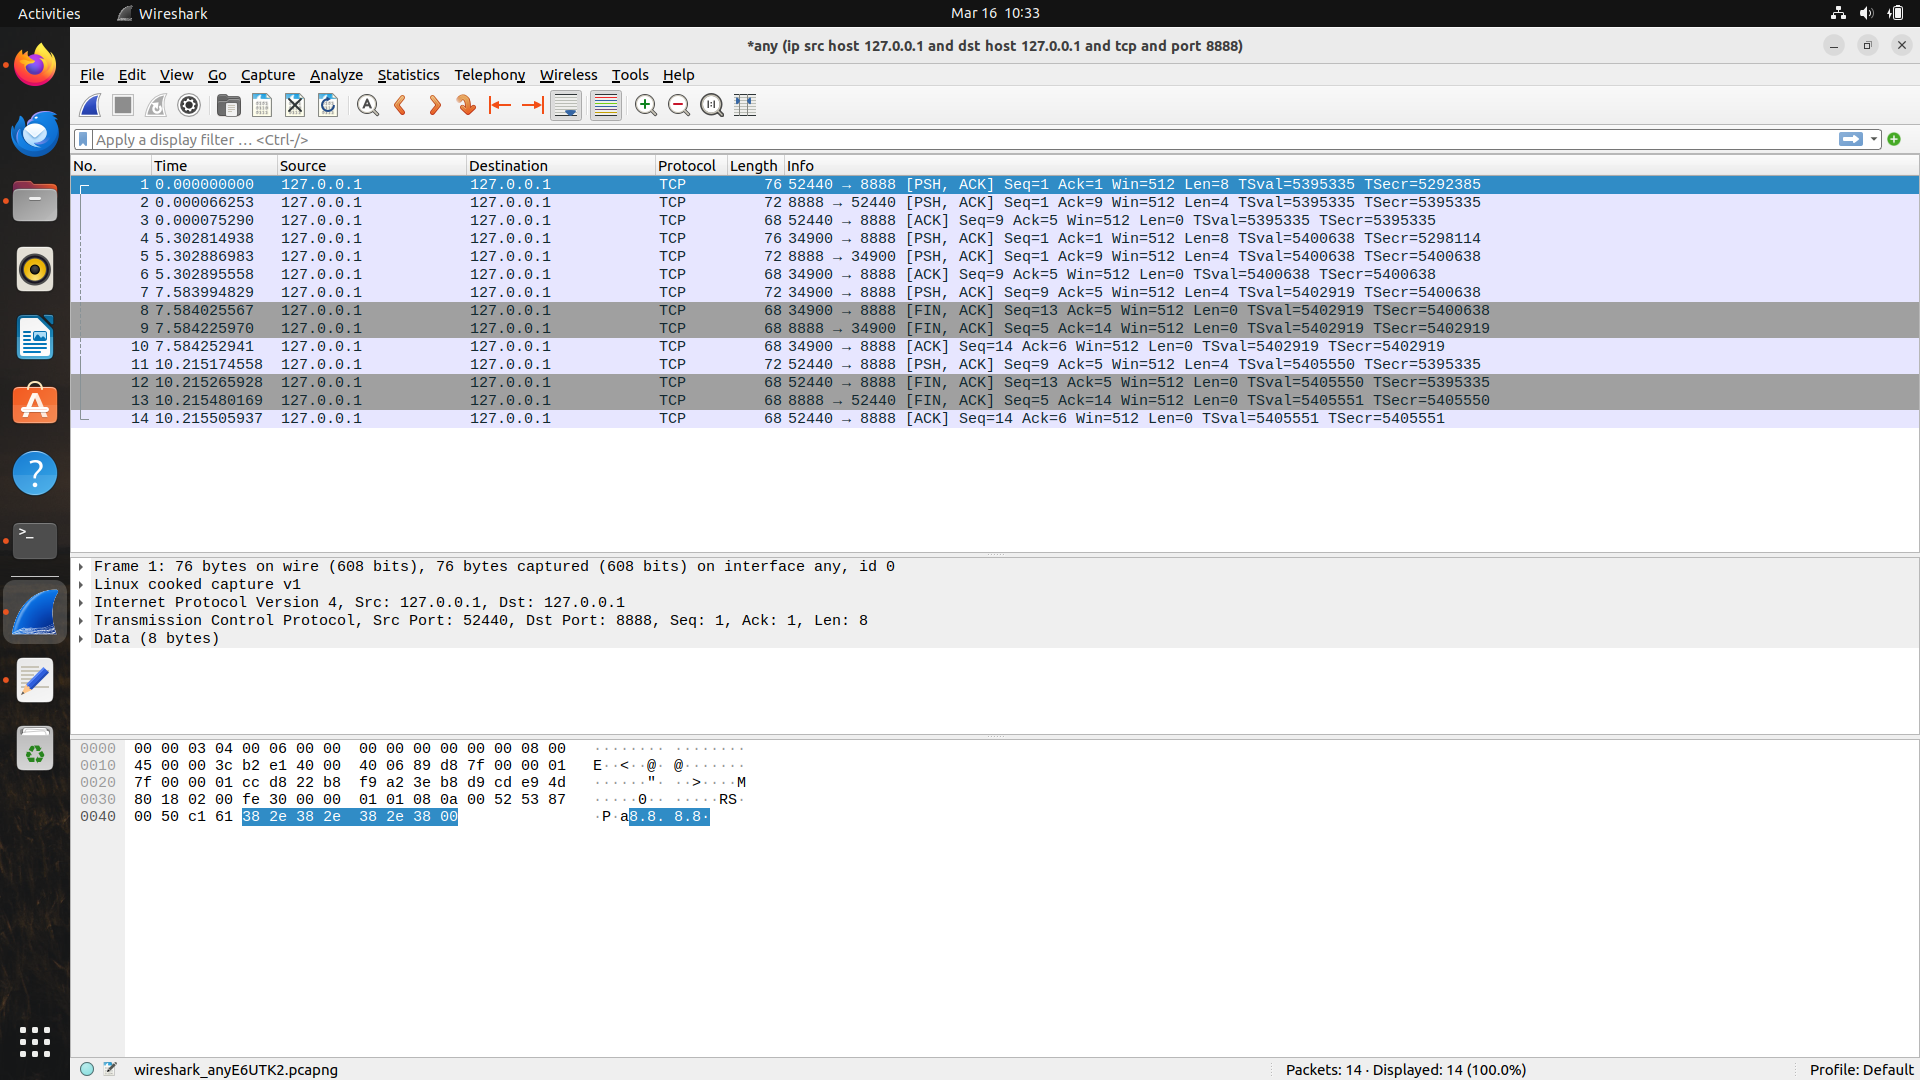 Activities Wireshark Mar 16 10:33
*any (ip src host 127.0.0.1 and dst host 127.0.0.1 and tcp and port 8888)
File Edit View Go Capture Analyze Statistics Telephony Wireless Tools Help
Apply a display filter … <Ctrl-/>
No. Time Source Destination Protocol Length Info
1 0.000000000 127.0.0.1 127.0.0.1 TCP 76 52440 → 8888 [PSH, ACK] Seq=1 Ack=1 Win=512 Len=8 TSval=5395335 TSecr=5292385
2 0.000066253 127.0.0.1 127.0.0.1 TCP 72 8888 → 52440 [PSH, ACK] Seq=1 Ack=9 Win=512 Len=4 TSval=5395335 TSecr=5395335
3 0.000075290 127.0.0.1 127.0.0.1 TCP 68 52440 → 8888 [ACK] Seq=9 Ack=5 Win=512 Len=0 TSval=5395335 TSecr=5395335
4 5.302814938 127.0.0.1 127.0.0.1 TCP 76 34900 → 8888 [PSH, ACK] Seq=1 Ack=1 Win=512 Len=8 TSval=5400638 TSecr=5298114
5 5.302886983 127.0.0.1 127.0.0.1 TCP 72 8888 → 34900 [PSH, ACK] Seq=1 Ack=9 Win=512 Len=4 TSval=5400638 TSecr=5400638
6 5.302895558 127.0.0.1 127.0.0.1 TCP 68 34900 → 8888 [ACK] Seq=9 Ack=5 Win=512 Len=0 TSval=5400638 TSecr=5400638
7 7.583994829 127.0.0.1 127.0.0.1 TCP 72 34900 → 8888 [PSH, ACK] Seq=9 Ack=5 Win=512 Len=4 TSval=5402919 TSecr=5400638
8 7.584025567 127.0.0.1 127.0.0.1 TCP 68 34900 → 8888 [FIN, ACK] Seq=13 Ack=5 Win=512 Len=0 TSval=5402919 TSecr=5400638
9 7.584225970 127.0.0.1 127.0.0.1 TCP 68 8888 → 34900 [FIN, ACK] Seq=5 Ack=14 Win=512 Len=0 TSval=5402919 TSecr=5402919
10 7.584252941 127.0.0.1 127.0.0.1 TCP 68 34900 → 8888 [ACK] Seq=14 Ack=6 Win=512 Len=0 TSval=5402919 TSecr=5402919
11 10.215174558 127.0.0.1 127.0.0.1 TCP 72 52440 → 8888 [PSH, ACK] Seq=9 Ack=5 Win=512 Len=4 TSval=5405550 TSecr=5395335
12 10.215265928 127.0.0.1 127.0.0.1 TCP 68 52440 → 8888 [FIN, ACK] Seq=13 Ack=5 Win=512 Len=0 TSval=5405550 TSecr=5395335
13 10.215480169 127.0.0.1 127.0.0.1 TCP 68 8888 → 52440 [FIN, ACK] Seq=5 Ack=14 Win=512 Len=0 TSval=5405551 TSecr=5405550
14 10.215505937 127.0.0.1 127.0.0.1 TCP 68 52440 → 8888 [ACK] Seq=14 Ack=6 Win=512 Len=0 TSval=5405551 TSecr=5405551
Frame 1: 76 bytes on wire (608 bits), 76 bytes captured (608 bits) on interface any, id 0
Linux cooked capture v1
Internet Protocol Version 4, Src: 127.0.0.1, Dst: 127.0.0.1
Transmission Control Protocol, Src Port: 52440, Dst Port: 8888, Seq: 1, Ack: 1, Len: 8
Data (8 bytes)
0000 00 00 03 04 00 06 00 00 00 00 00 00 00 00 08 00 ········ ········
0010 45 00 00 3c b2 e1 40 00 40 06 89 d8 7f 00 00 01 E··<··@· @·······
0020 7f 00 00 01 cc d8 22 b8 f9 a2 3e b8 d9 cd e9 4d ······"· ··>····M
0030 80 18 02 00 fe 30 00 00 01 01 08 0a 00 52 53 87 ·····0·· ·····RS·
0040 00 50 c1 61 38 2e 38 2e 38 2e 38 00 ·P·a8.8. 8.8·
wireshark_anyE6UTK2.pcapng Packets: 14 · Displayed: 14 (100.0%) Profile: Default